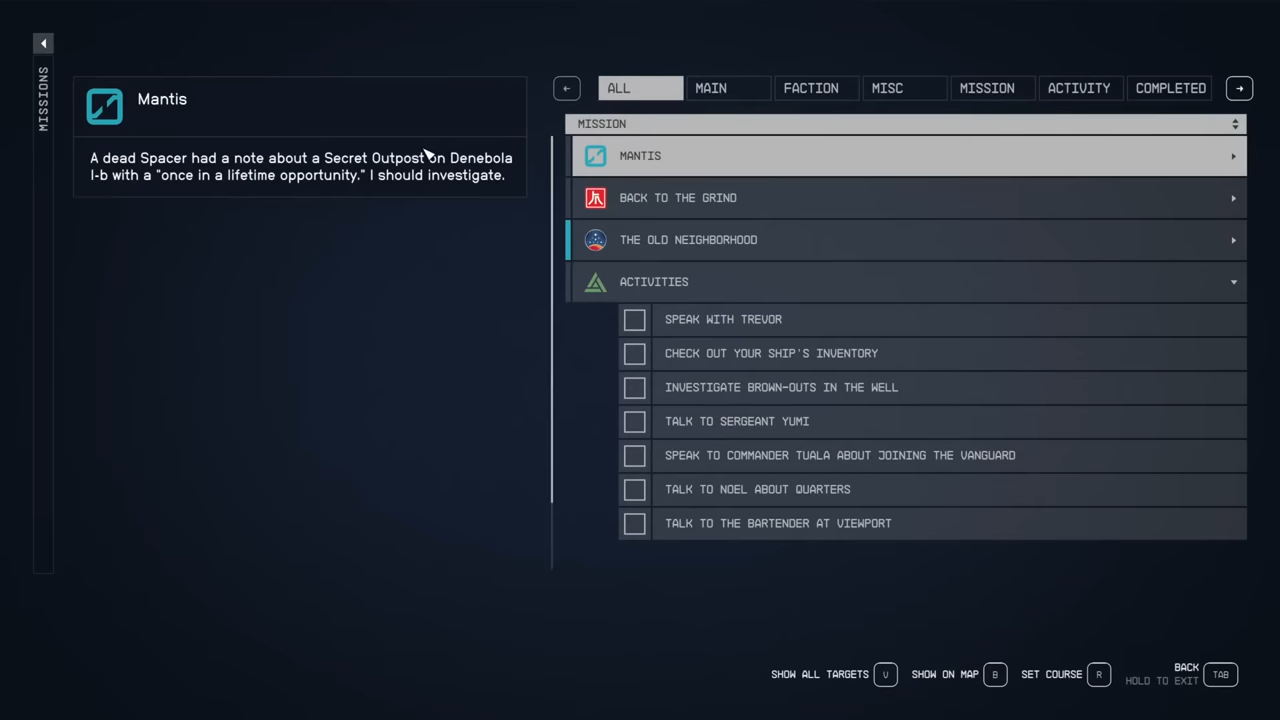 MISSIONS
Mantis
A dead Spacer had a note about a Secret Outpost on Denebola
I-b with a "once in a lifetime opportunity." I should investigate.
ALL
MAIN
FACTION
MISC
MISSION
ACTIVITY
COMPLETED
MISSION
MANTIS
BACK TO THE GRIND
THE OLD NEIGHBORHOOD
ACTIVITIES
SPEAK WITH TREVOR
CHECK OUT YOUR SHIP'S INVENTORY
INVESTIGATE BROWN-OUTS IN THE WELL
TALK TO SERGEANT YUMI
SPEAK TO COMMANDER TUALA ABOUT JOINING THE VANGUARD
TALK TO NOEL ABOUT QUARTERS
TALK TO THE BARTENDER AT VIEWPORT
SHOW ALL TARGETS V
SHOW ON MAP B
SET COURSE R
BACK
HOLD TO EXIT
TAB